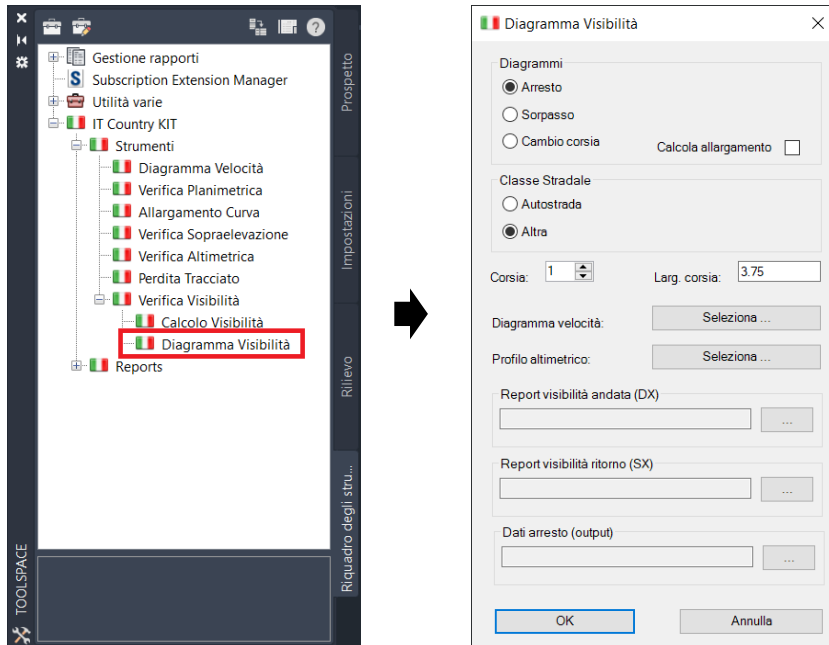 Gestione rapporti
S Subscription Extension Manager
Utilità varie
IT Country KIT
Strumenti
Diagramma Velocità
Verifica Planimetrica
Allargamento Curva
Verifica Sopraelevazione
Verifica Altimetrica
Perdita Tracciato
Verifica Visibilità
Calcolo Visibilità
Diagramma Visibilità
Reports
Prospetto
Impostazioni
Rilievo
Riquadro degli stru...
TOOLSPACE
Diagramma Visibilità
Diagrammi
Arresto
Sorpasso
Cambio corsia
Calcola allargamento
Classe Stradale
Autostrada
Altra
Corsia: 1 Larg. corsia: 3.75
Diagramma velocità: Seleziona ...
Profilo altimetrico: Seleziona ...
Report visibilità andata (DX)
...
Report visibilità ritorno (SX)
...
Dati arresto (output)
...
OK Annulla